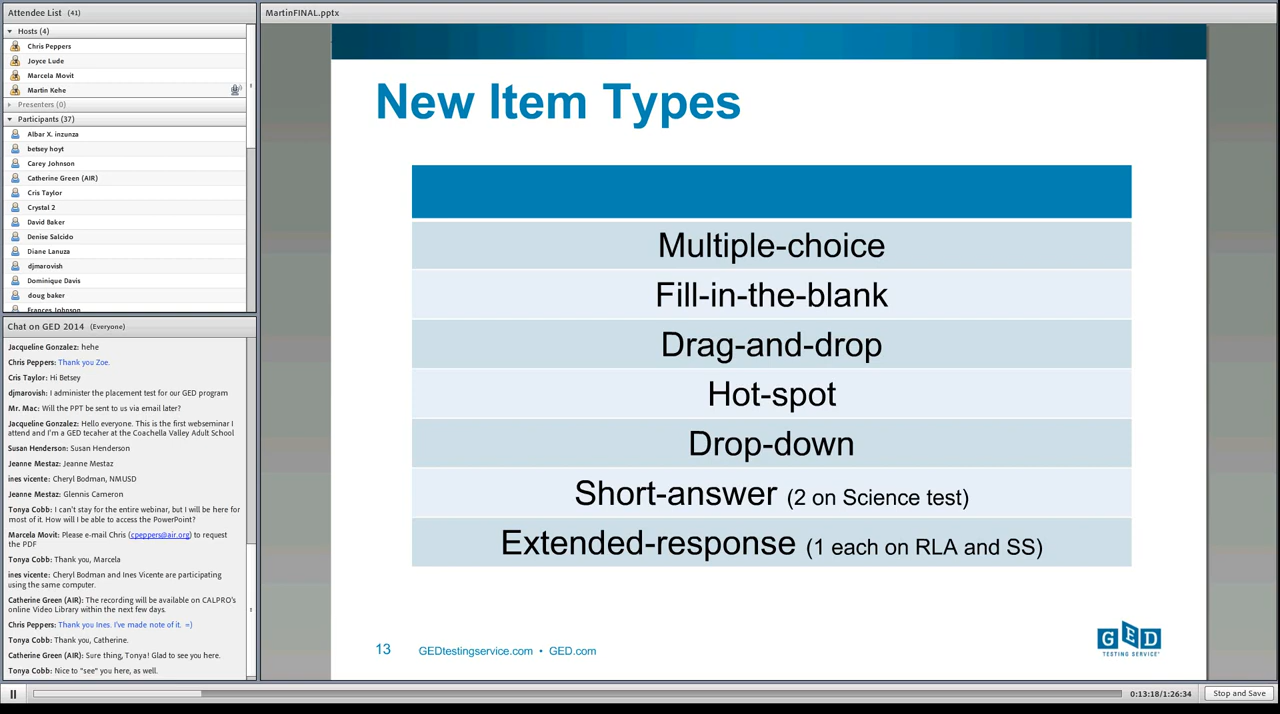 Attendee List (41)
Hosts (4)
Chris Peppers
Joyce Lude
Marcela Movit
Martin Kehe
Presenters (0)
Participants (37)
Albar X. inzunza
betsey hoyt
Carey Johnson
Catherine Green (AIR)
Cris Taylor
Crystal 2
David Baker
Denise Salcido
Diane Lanuza
djmarovish
Dominique Davis
doug baker
Frances Johnson
Chat on GED 2014 (Everyone)
Jacqueline Gonzalez: hehe
Chris Peppers: Thank you Zoe.
Cris Taylor: Hi Betsey
djmarovish: I administer the placement test for our GED program
Mr. Mac: Will the PPT be sent to us via email later?
Jacqueline Gonzalez: Hello everyone. This is the first webseminar I
attend and I'm a GED tecaher at the Coachella Valley Adult School
Susan Henderson: Susan Henderson
Jeanne Mestaz: Jeanne Mestaz
ines vicente: Cheryl Bodman, NMUSD
Jeanne Mestaz: Glennis Cameron
Tonya Cobb: I can't stay for the entire webinar, but I will be here for
most of it. How will I be able to access the PowerPoint?
Marcela Movit: Please e-mail Chris (cpeppers@air.org) to request
the PDF
Tonya Cobb: Thank you, Marcela
ines vicente: Cheryl Bodman and Ines Vicente are participating
using the same computer.
Catherine Green (AIR): The recording will be available on CALPRO's
online Video Library within the next few days.
Chris Peppers: Thank you Ines. I've made note of it. =)
Tonya Cobb: Thank you, Catherine.
Catherine Green (AIR): Sure thing, Tonya! Glad to see you here.
Tonya Cobb: Nice to "see" you here, as well.
MartinFINAL.pptx
New Item Types
Multiple-choice
Fill-in-the-blank
Drag-and-drop
Hot-spot
Drop-down
Short-answer (2 on Science test)
Extended-response (1 each on RLA and SS)
13 GEDtestingservice.com • GED.com
GED
TESTING SERVICE
0:13:18/1:26:34
Stop and Save